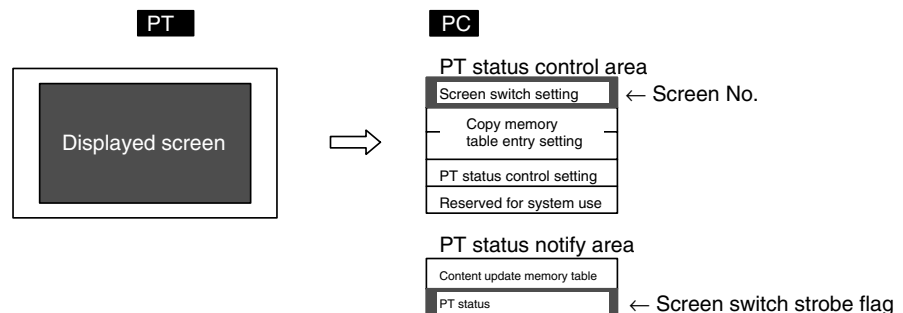 PT
PC
Displayed screen
PT status control area
Screen switch setting
← Screen No.
Copy memory
table entry setting
PT status control setting
Reserved for system use
PT status notify area
Content update memory table
PT status
← Screen switch strobe flag